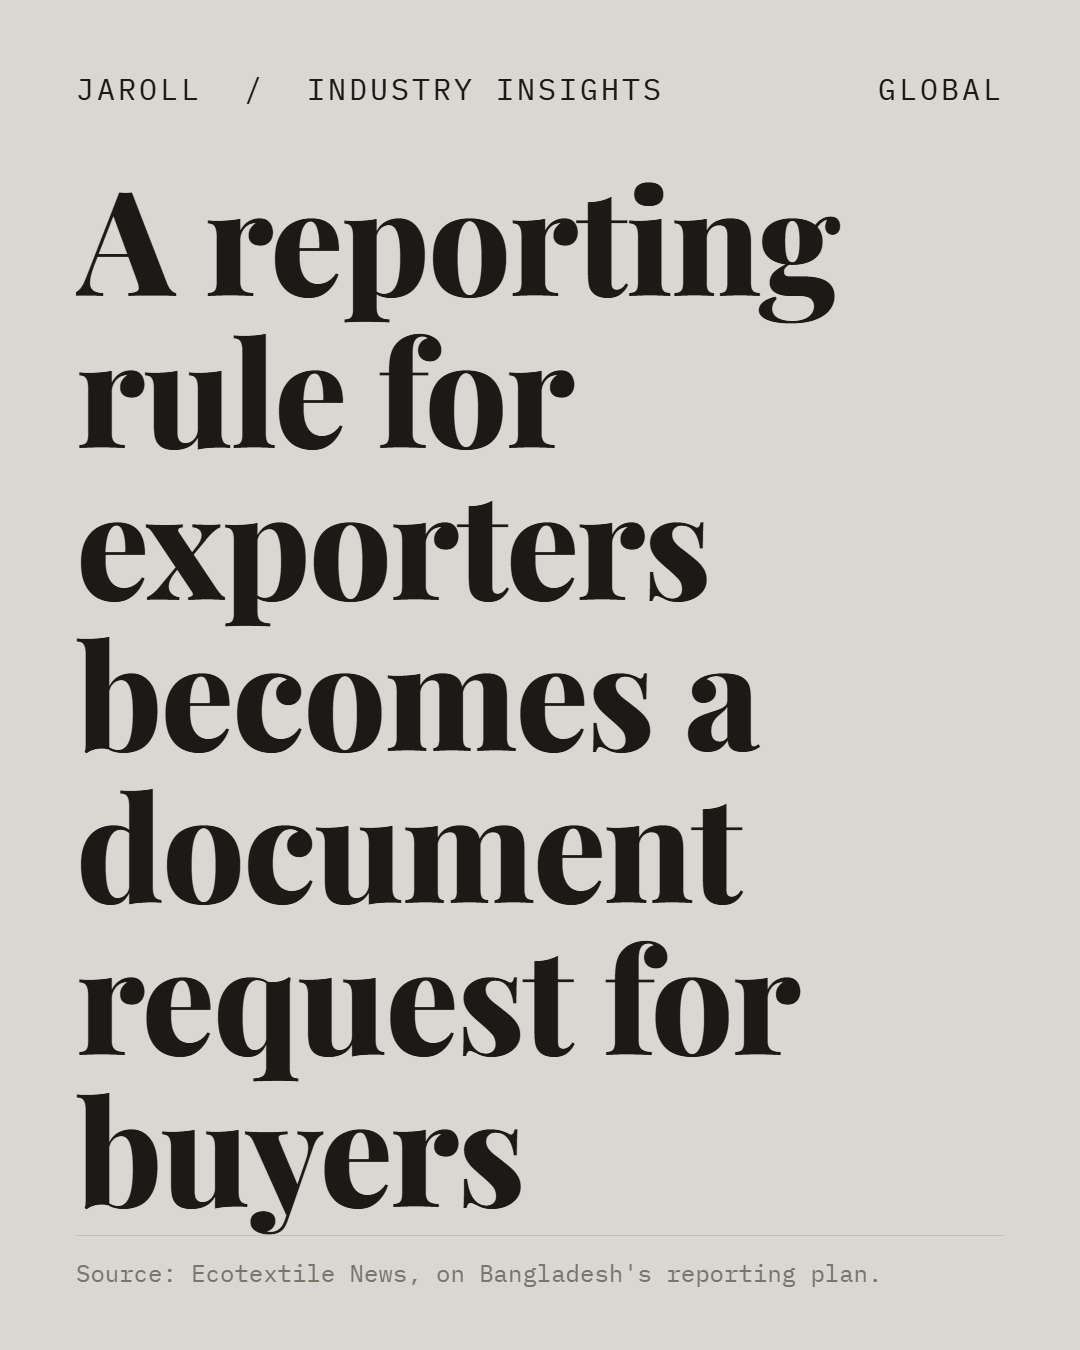 JAROLL / INDUSTRY INSIGHTS GLOBAL
A reporting
rule for
exporters
becomes a
document
request for
buyers
Source: Ecotextile News, on Bangladesh's reporting plan.